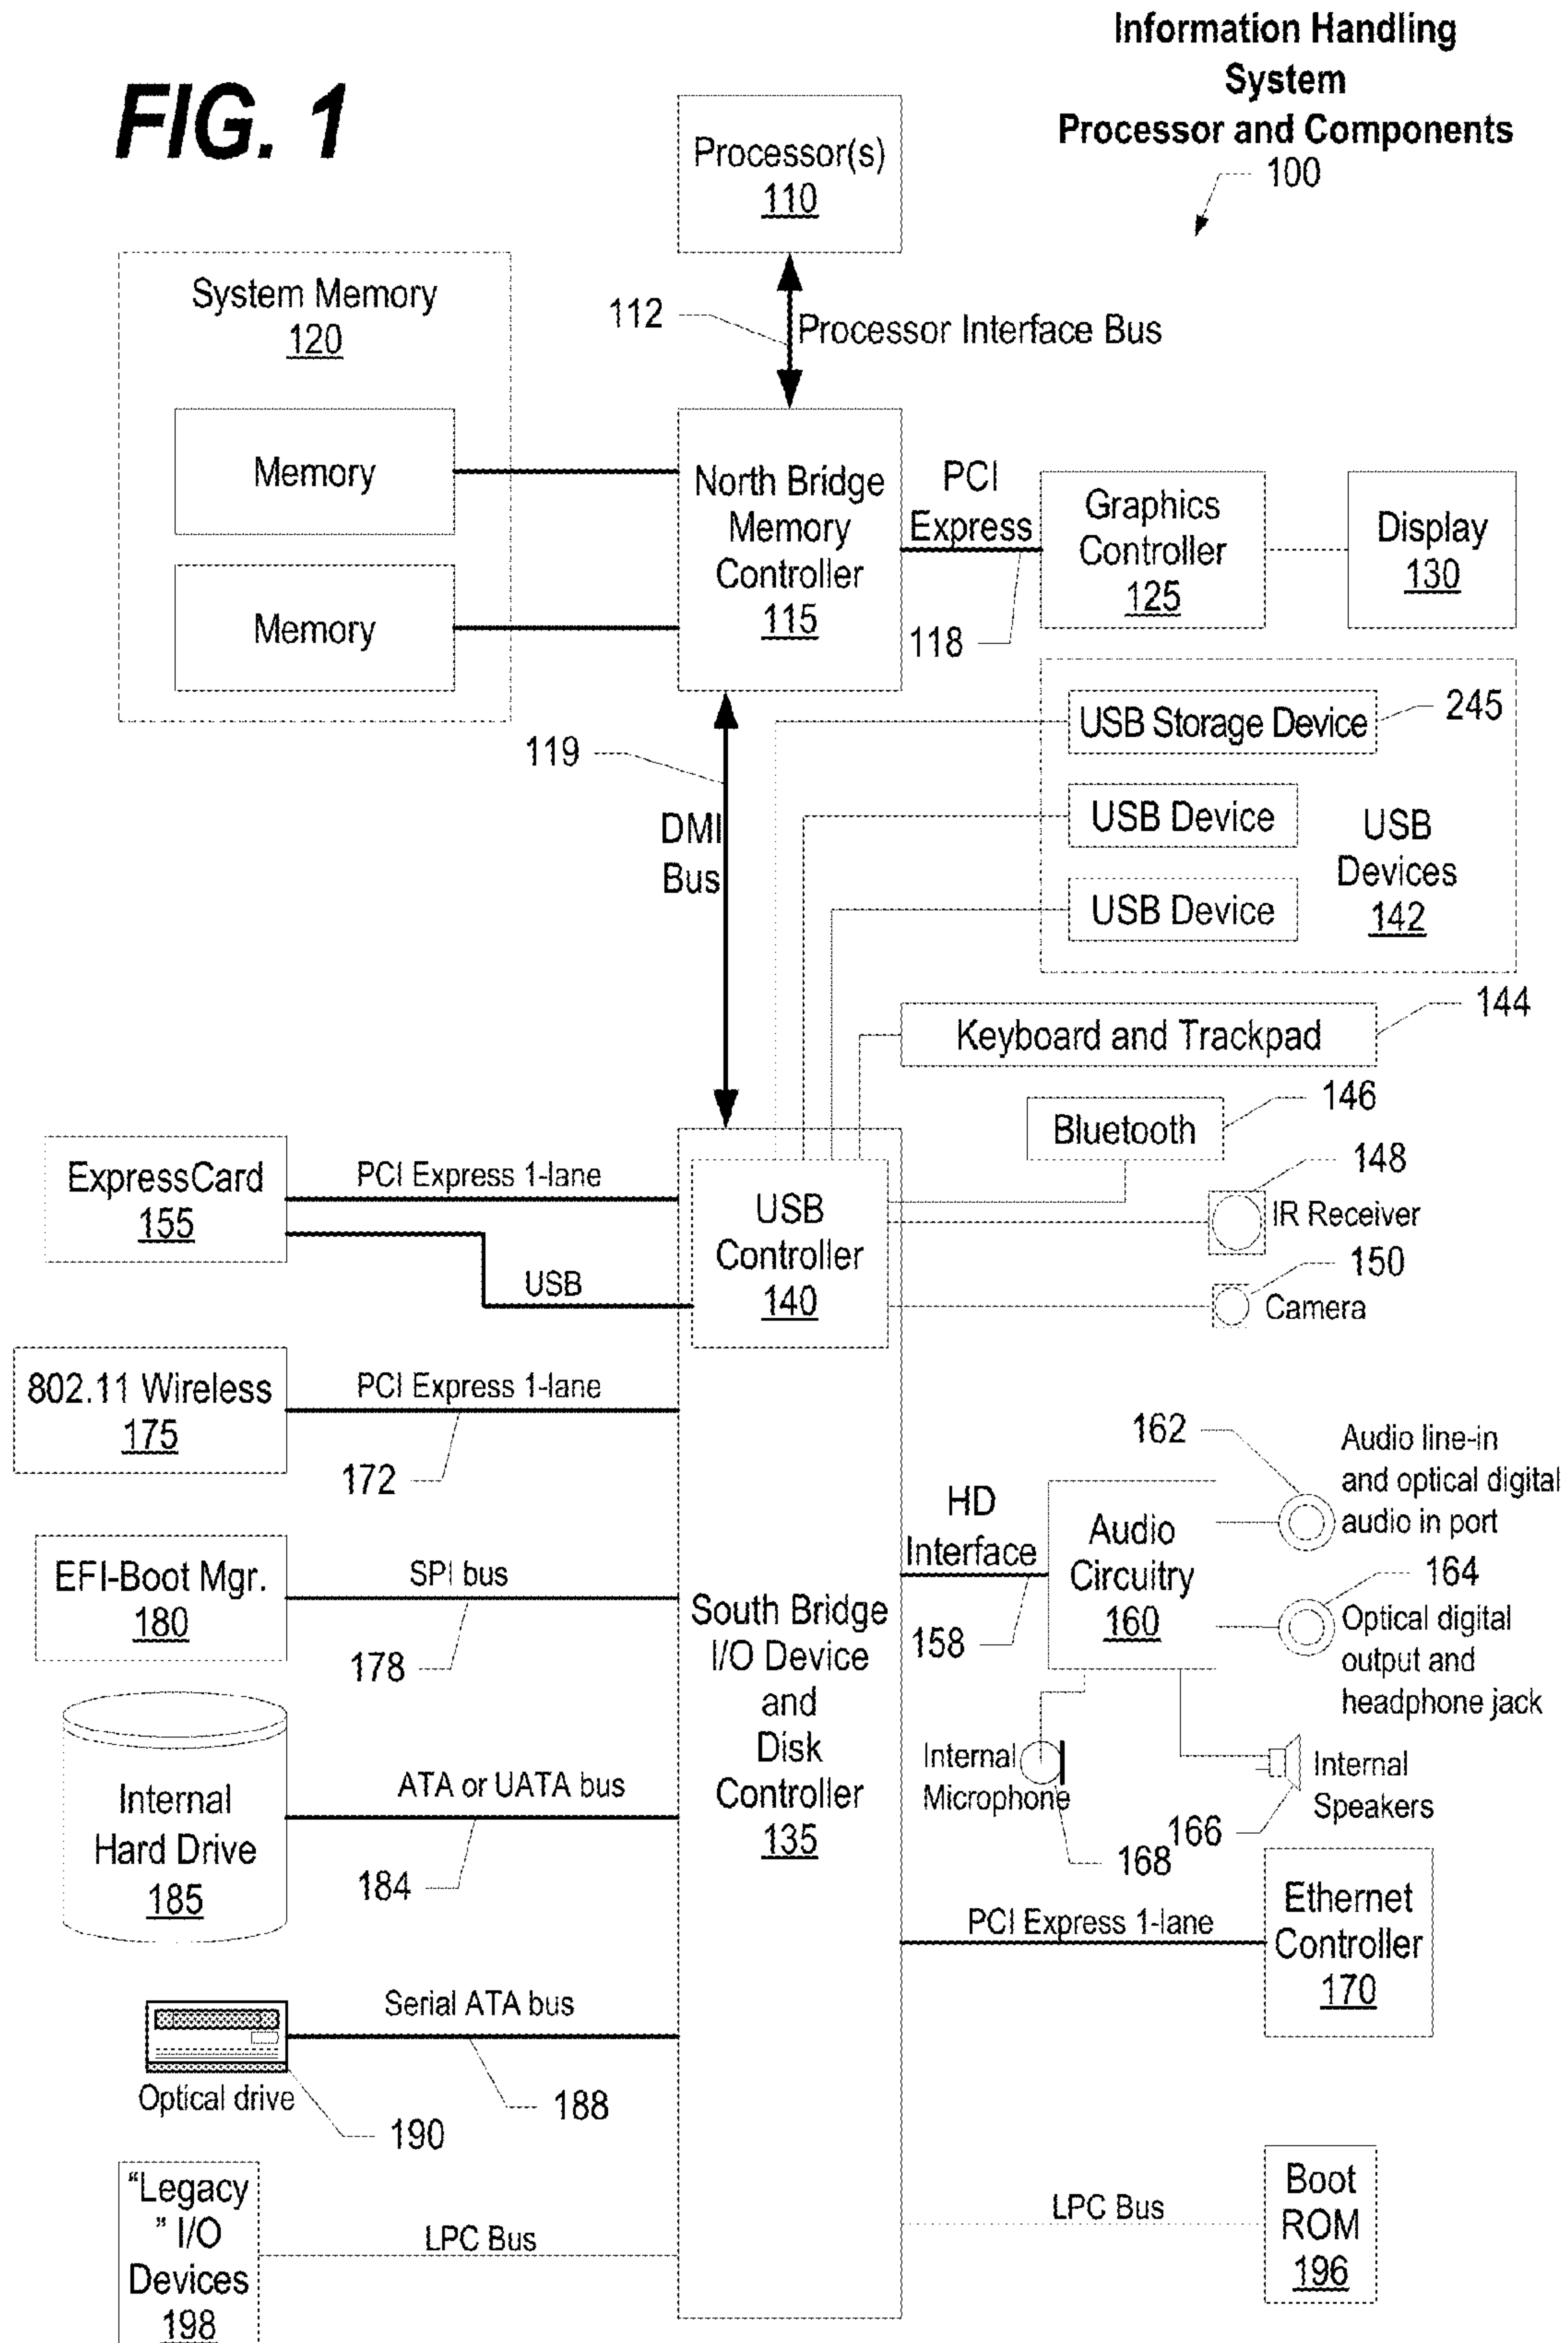 Information Handling
System
Processor and Components
100
FIG. 1
Processor(s)
110
System Memory
120
112
Processor Interface Bus
Memory
Memory
North Bridge
Memory
Controller
115
PCI
Express
118
Graphics
Controller
125
Display
130
119
DMI
Bus
USB Storage Device
245
USB Device
USB Device
USB
Devices
142
Keyboard and Trackpad
144
Bluetooth
146
148
IR Receiver
150
Camera
ExpressCard
155
PCI Express 1-lane
USB
USB
Controller
140
802.11 Wireless
175
PCI Express 1-lane
172
EFI-Boot Mgr.
180
SPI bus
178
South Bridge
I/O Device
and
Disk
Controller
135
HD
Interface
158
Audio
Circuitry
160
162
Audio line-in
and optical digital
audio in port
164
Optical digital
output and
headphone jack
Internal
Microphone
168
Internal
Speakers
166
Internal
Hard Drive
185
ATA or UATA bus
184
PCI Express 1-lane
Ethernet
Controller
170
Serial ATA bus
188
Optical drive
190
“Legacy
” I/O
Devices
198
LPC Bus
LPC Bus
Boot
ROM
196